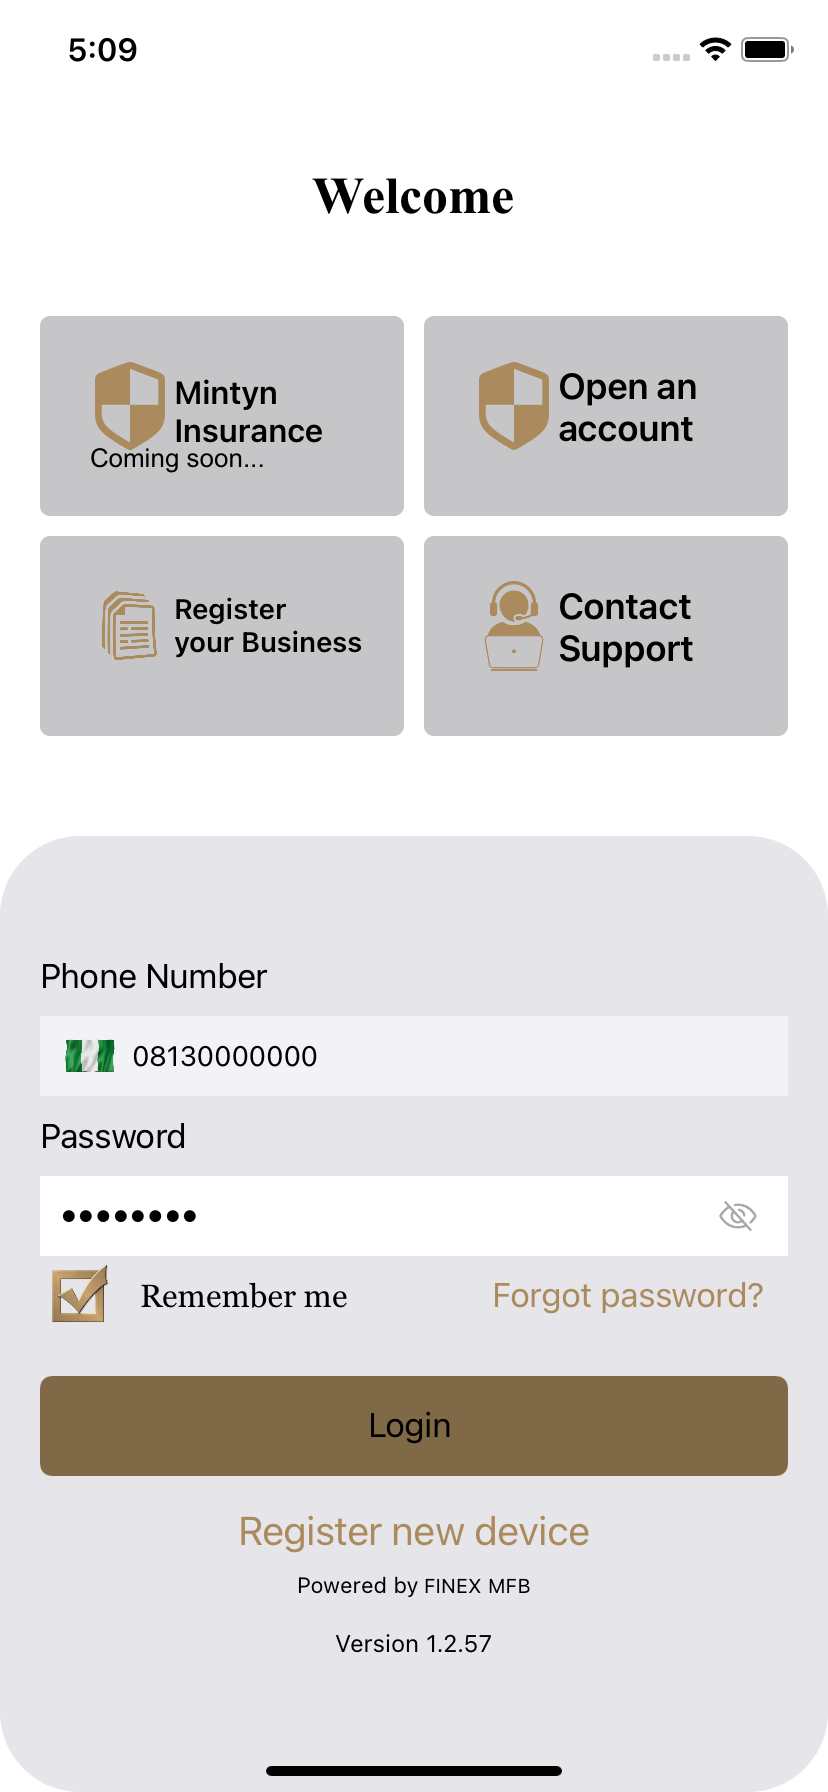 5:09
Welcome
Mintyn
Insurance
Coming soon...
Open an
account
Register
your Business
Contact
Support
Phone Number
08130000000
Password
••••••••
Remember me
Forgot password?
Login
Register new device
Powered by FINEX MFB
Version 1.2.57